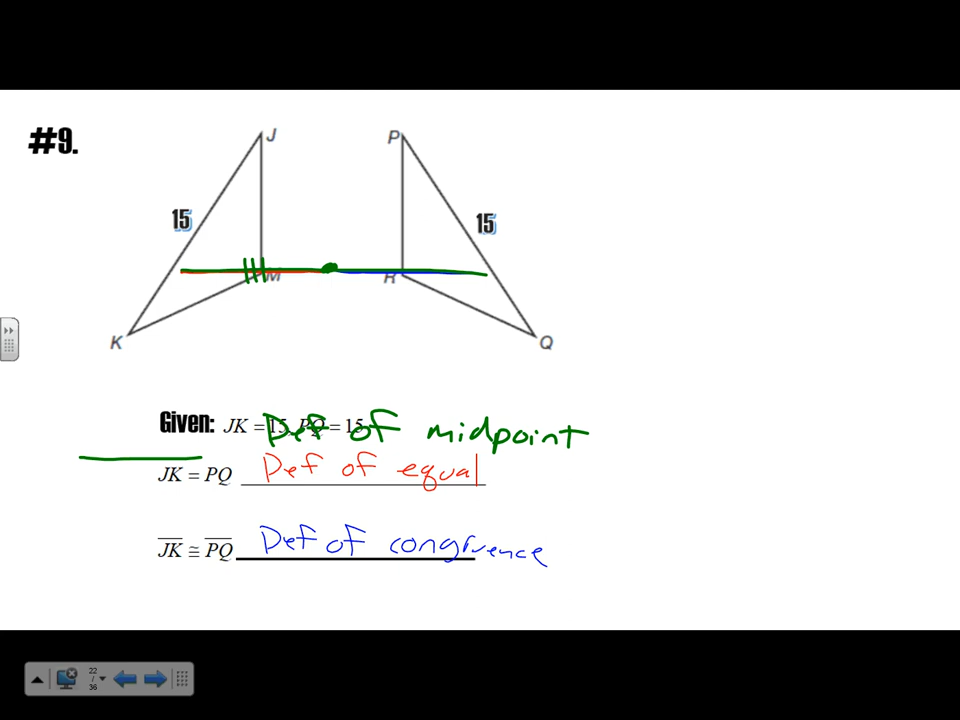 #9.
J P
15 15
M R
K Q
Given: JK = 15, PQ = 15
Def of midpoint
JK = PQ Def of equal
JK ≅ PQ Def of congruence
22
/
36